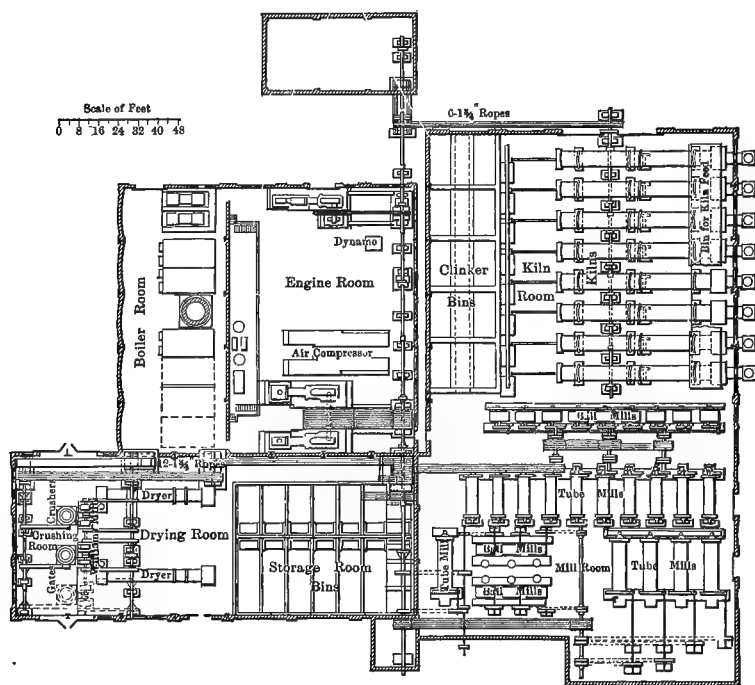 Scale of Feet
0 8 16 24 32 40 48
6-1¾" Ropes
Bin for Kiln Feed
Dynamo
Engine Room
Boiler Room
Clinker
Bins
Kiln
Room
Kilns
Air Compressor
Ball Mills
12-1¾" Ropes
Crushers
Dryer
Tube Mills
Crushing
Room
Drying Room
Gates
Dryer
Storage Room
Bins
Tube Mill
Ball Mills
Mill Room
Tube Mills
Ball Mills